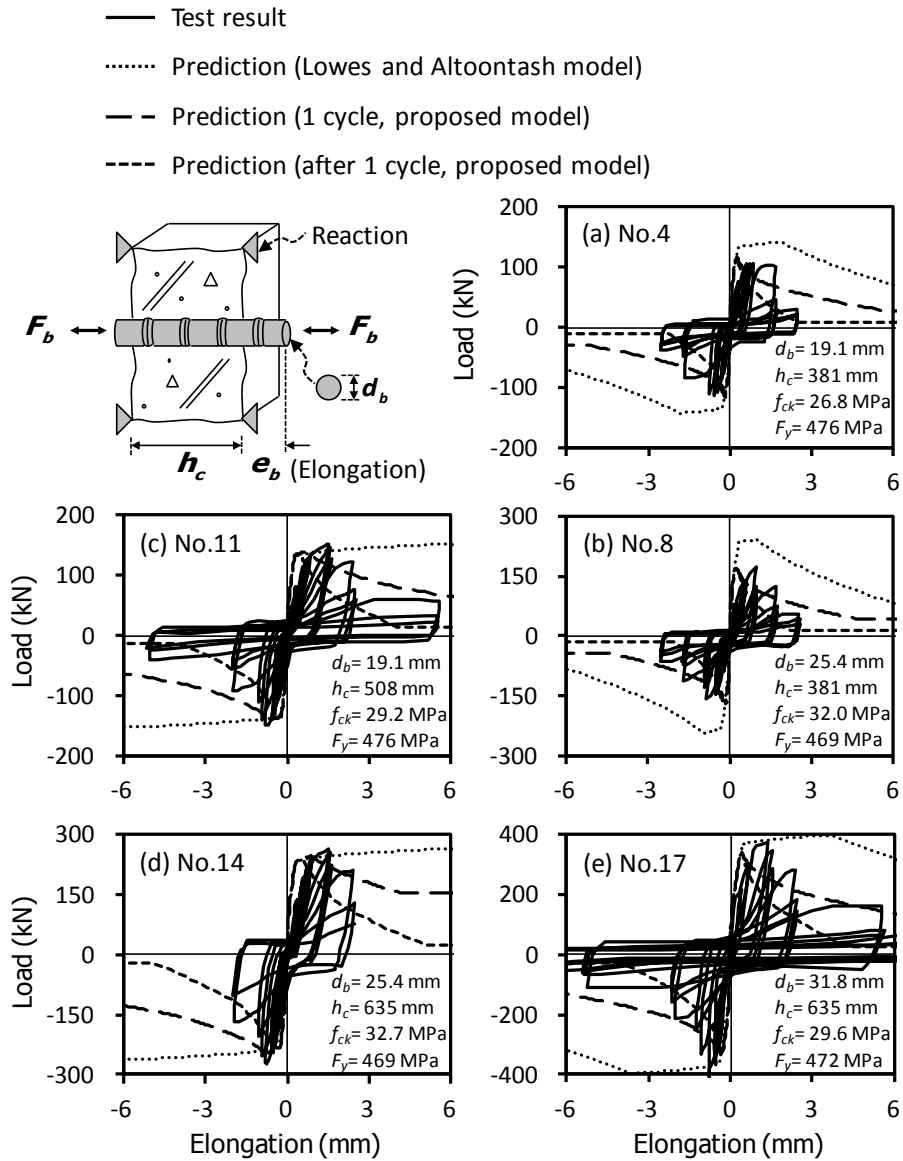 Test result
Prediction (Lowes and Altoontash model)
Prediction (1 cycle, proposed model)
Prediction (after 1 cycle, proposed model)
Reaction
F_b
F_b
d_b
h_c
e_b (Elongation)
(a) No.4
Load (kN)
200
100
0
-100
-200
-6 -3 0 3 6
d_b= 19.1 mm
h_c= 381 mm
f_ck= 26.8 MPa
F_y= 476 MPa
(c) No.11
Load (kN)
200
100
0
-100
-200
-6 -3 0 3 6
d_b= 19.1 mm
h_c= 508 mm
f_ck= 29.2 MPa
F_y= 476 MPa
(b) No.8
300
150
0
-150
-300
-6 -3 0 3 6
d_b= 25.4 mm
h_c= 381 mm
f_ck= 32.0 MPa
F_y= 469 MPa
(d) No.14
Load (kN)
300
150
0
-150
-300
-6 -3 0 3 6
d_b= 25.4 mm
h_c= 635 mm
f_ck= 32.7 MPa
F_y= 469 MPa
Elongation (mm)
(e) No.17
400
200
0
-200
-400
-6 -3 0 3 6
d_b= 31.8 mm
h_c= 635 mm
f_ck= 29.6 MPa
F_y= 472 MPa
Elongation (mm)